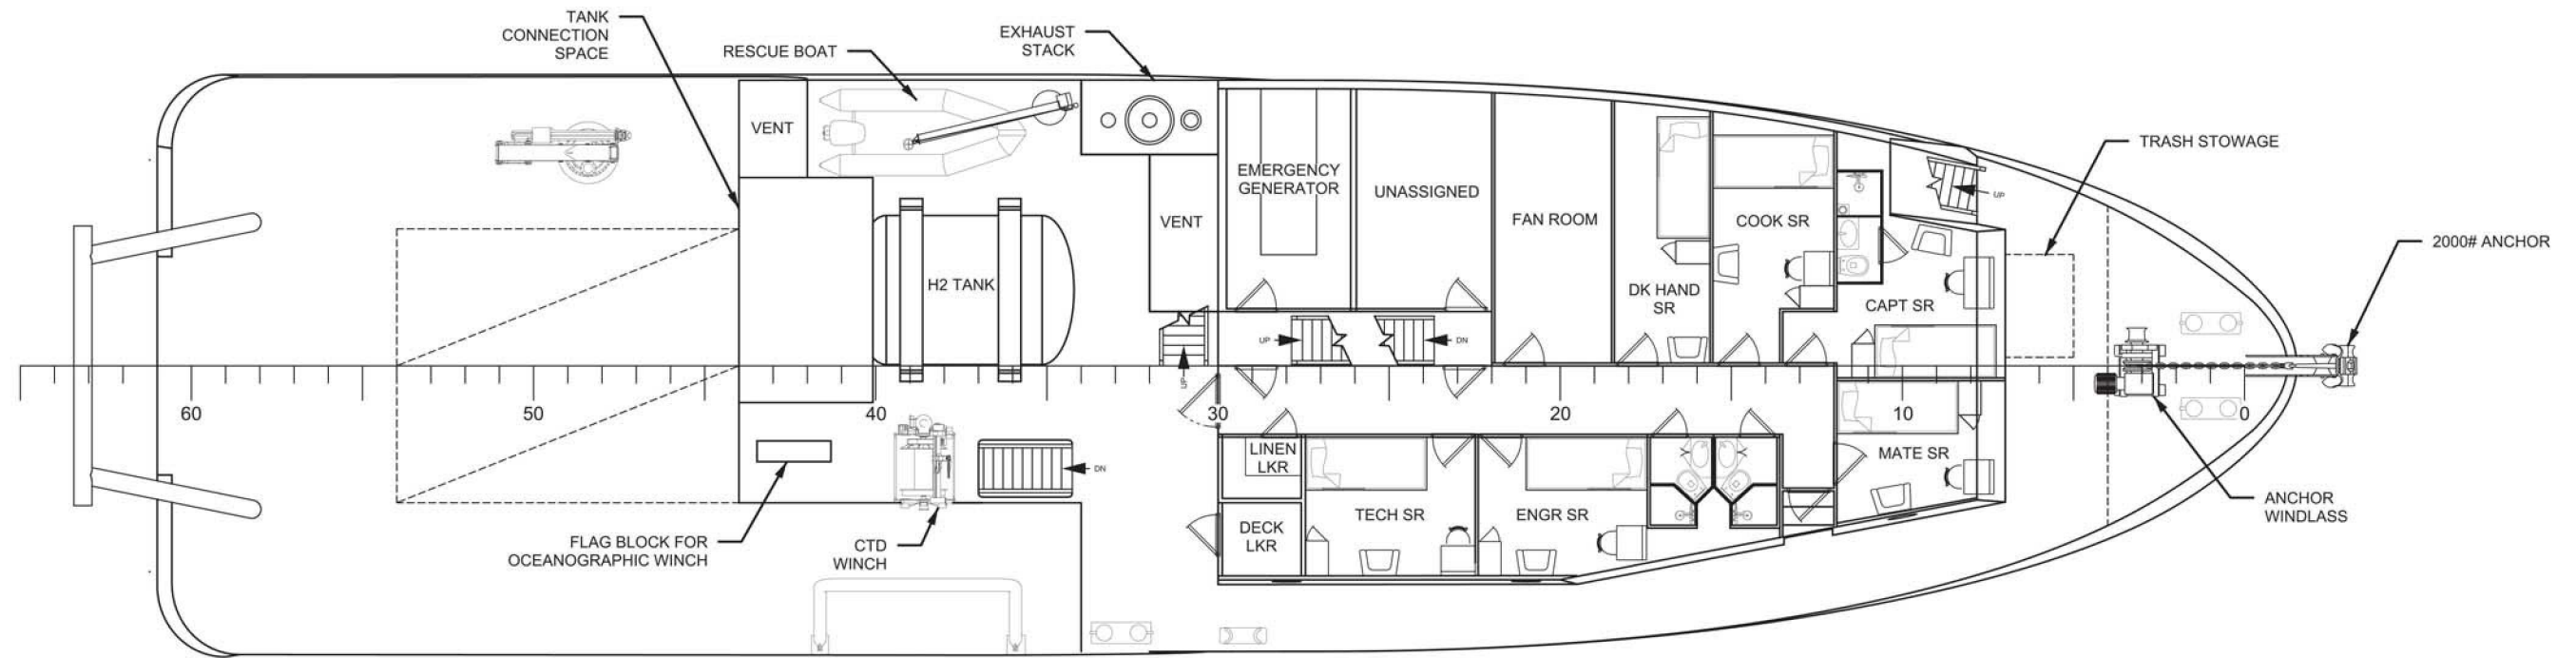 TANK
CONNECTION
SPACE
RESCUE BOAT
EXHAUST
STACK
TRASH STOWAGE
2000# ANCHOR
VENT
EMERGENCY
GENERATOR
UNASSIGNED
FAN ROOM
COOK SR
UP
VENT
H2 TANK
DK HAND
SR
CAPT SR
UP
DN
UP
60
50
40
30
20
10
0
LINEN
LKR
MATE SR
DN
DECK
LKR
TECH SR
ENGR SR
FLAG BLOCK FOR
OCEANOGRAPHIC WINCH
CTD
WINCH
ANCHOR
WINDLASS